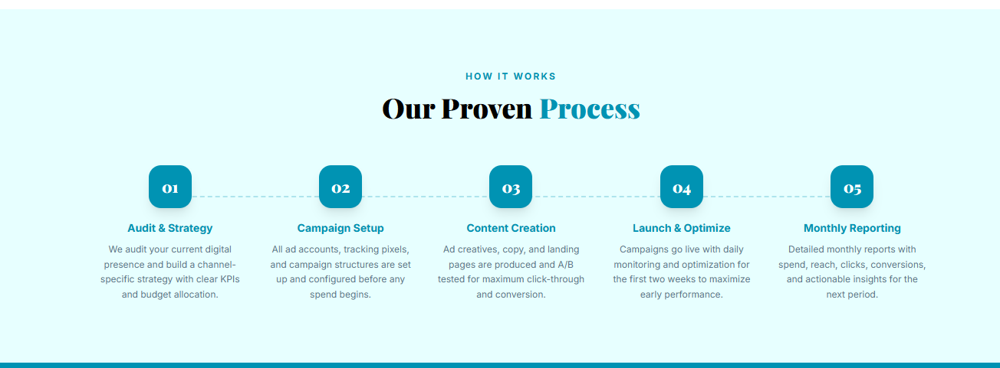 HOW IT WORKS
Our Proven Process
01
Audit & Strategy
We audit your current digital
presence and build a channel-
specific strategy with clear KPIs
and budget allocation.
02
Campaign Setup
All ad accounts, tracking pixels,
and campaign structures are set
up and configured before any
spend begins.
03
Content Creation
Ad creatives, copy, and landing
pages are produced and A/B
tested for maximum click-through
and conversion.
04
Launch & Optimize
Campaigns go live with daily
monitoring and optimization for
the first two weeks to maximize
early performance.
05
Monthly Reporting
Detailed monthly reports with
spend, reach, clicks, conversions,
and actionable insights for the
next period.